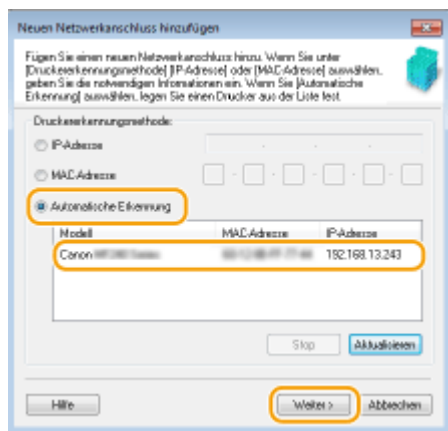 Neuen Netzwerkanschluss hinzufügen
Fügen Sie einen neuen Netzwerkanschluss hinzu. Wenn Sie unter
[Druckererkennungsmethode] [IP-Adresse] oder [MAC-Adresse] auswählen,
geben Sie die notwendigen Informationen ein. Wenn Sie [Automatische
Erkennung] auswählen, legen Sie einen Drucker aus der Liste fest.
Druckererkennungsmethode:
IP-Adresse
MAC-Adresse
Automatische Erkennung
Modell MAC-Adresse IP-Adresse
Canon 192.168.13.243
Stop Aktualisieren
Hilfe Weiter > Abbrechen